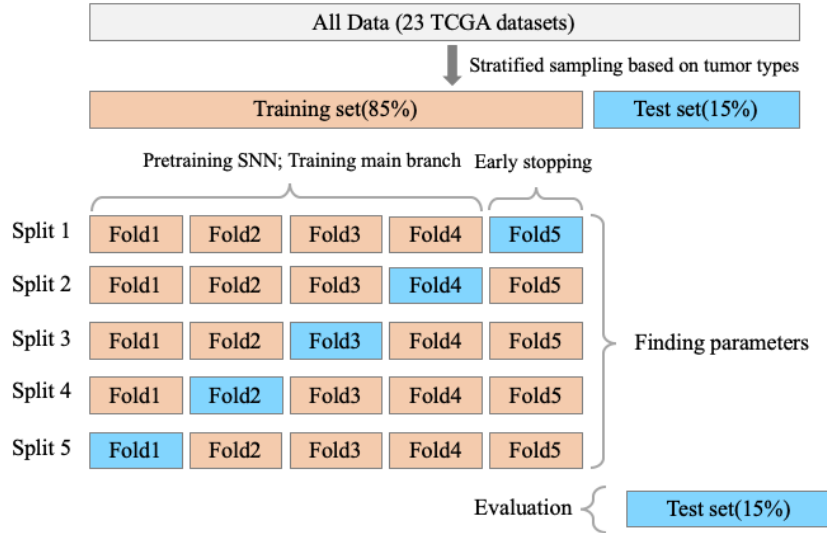 All Data (23 TCGA datasets)
Stratified sampling based on tumor types
Training set(85%) Test set(15%)
Pretraining SNN; Training main branch Early stopping
Split 1 Fold1 Fold2 Fold3 Fold4 Fold5
Split 2 Fold1 Fold2 Fold3 Fold4 Fold5
Split 3 Fold1 Fold2 Fold3 Fold4 Fold5
Finding parameters
Split 4 Fold1 Fold2 Fold3 Fold4 Fold5
Split 5 Fold1 Fold2 Fold3 Fold4 Fold5
Evaluation Test set(15%)